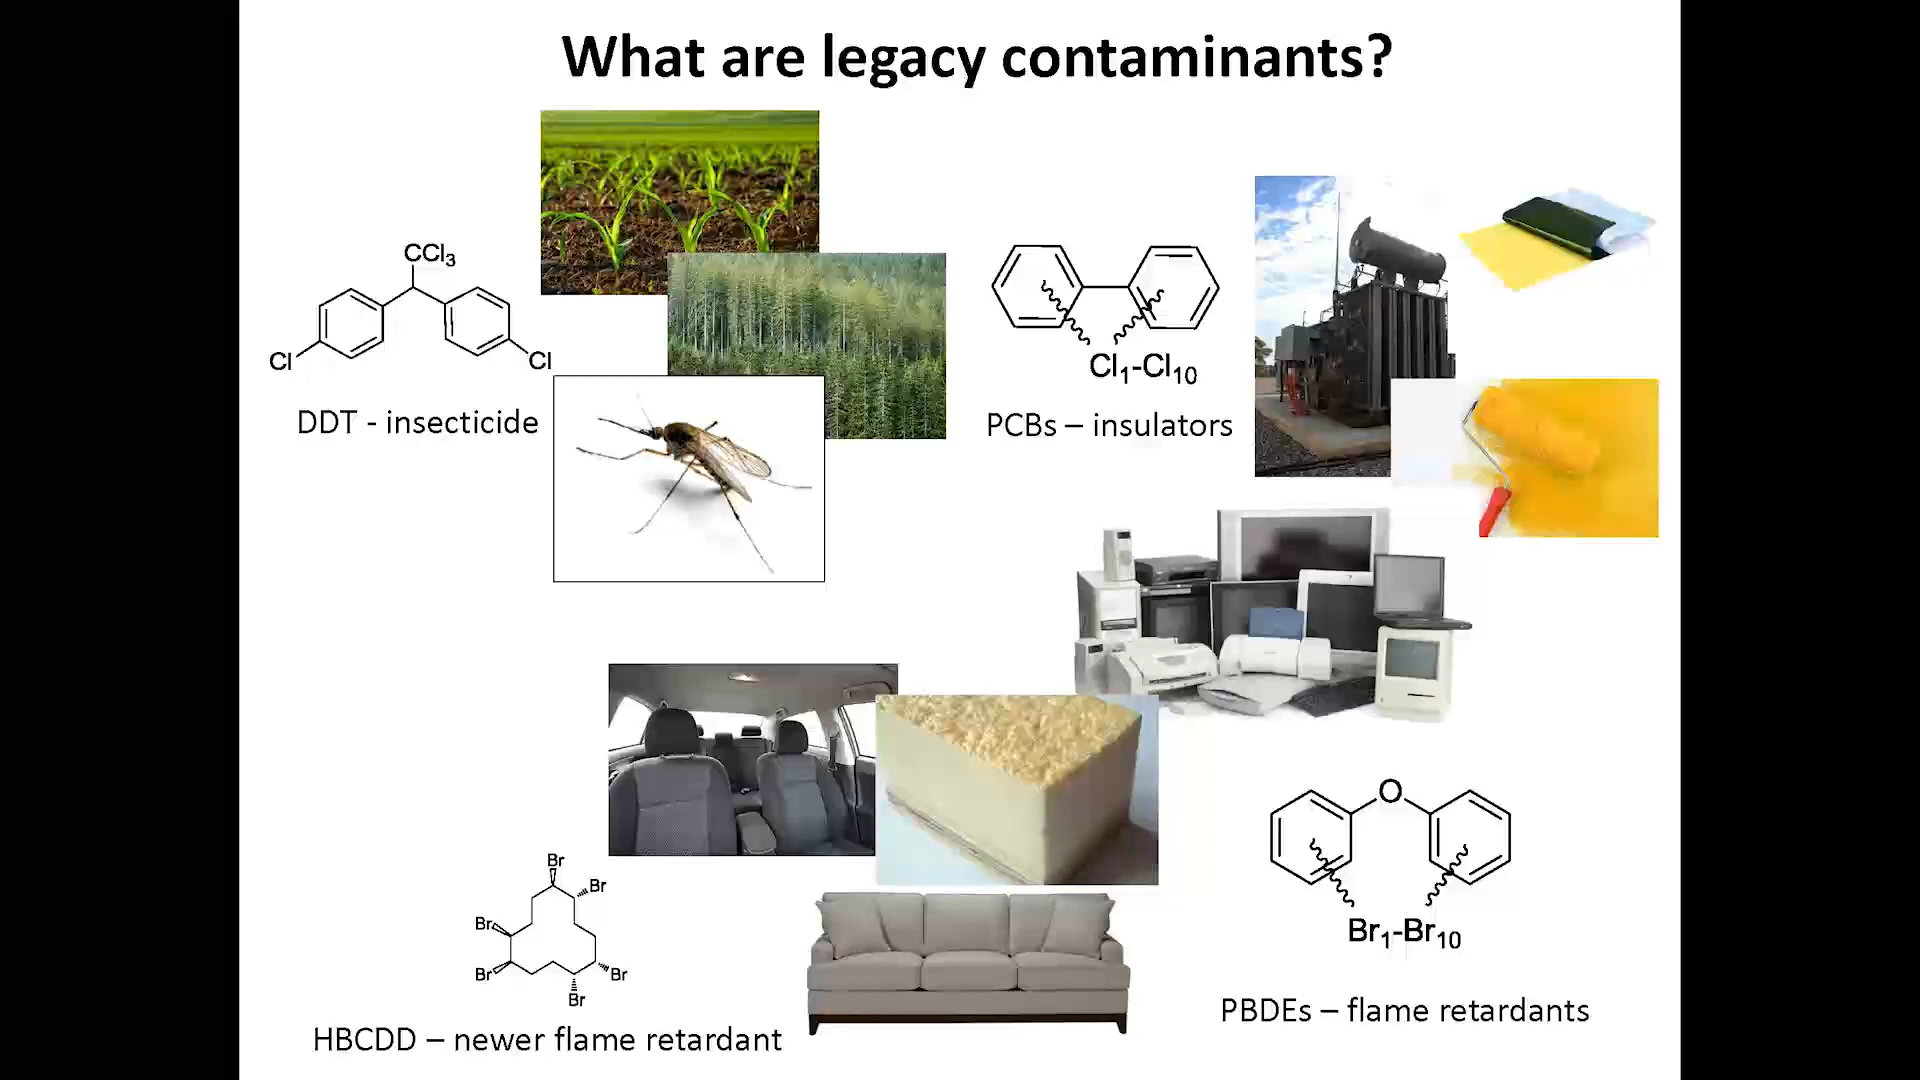 What are legacy contaminants?
CCl₃
Cl
Cl
DDT - insecticide
Cl₁-Cl₁₀
PCBs – insulators
Br
Br
Br
Br
Br
Br
HBCDD – newer flame retardant
O
Br₁-Br₁₀
PBDEs – flame retardants